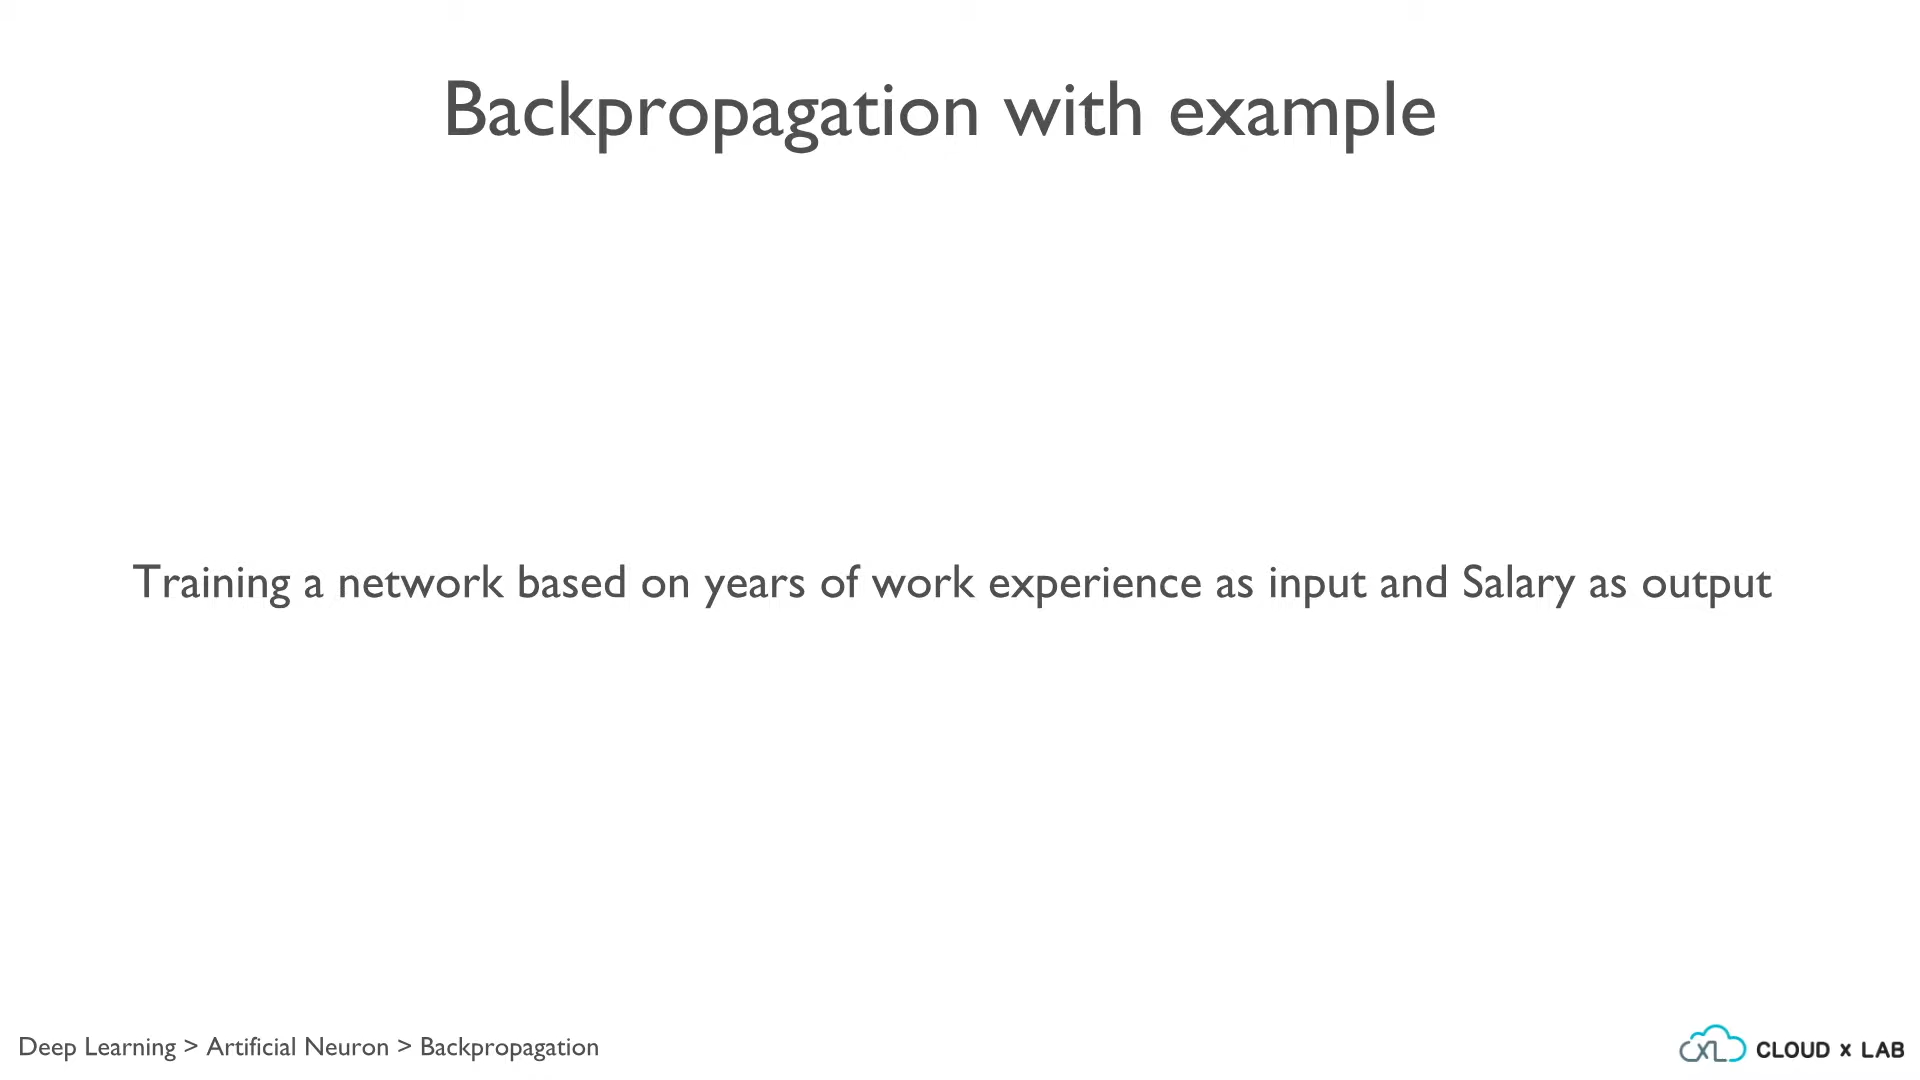 Backpropagation with example
Training a network based on years of work experience as input and Salary as output
Deep Learning > Artificial Neuron > Backpropagation
CXL CLOUD x LAB